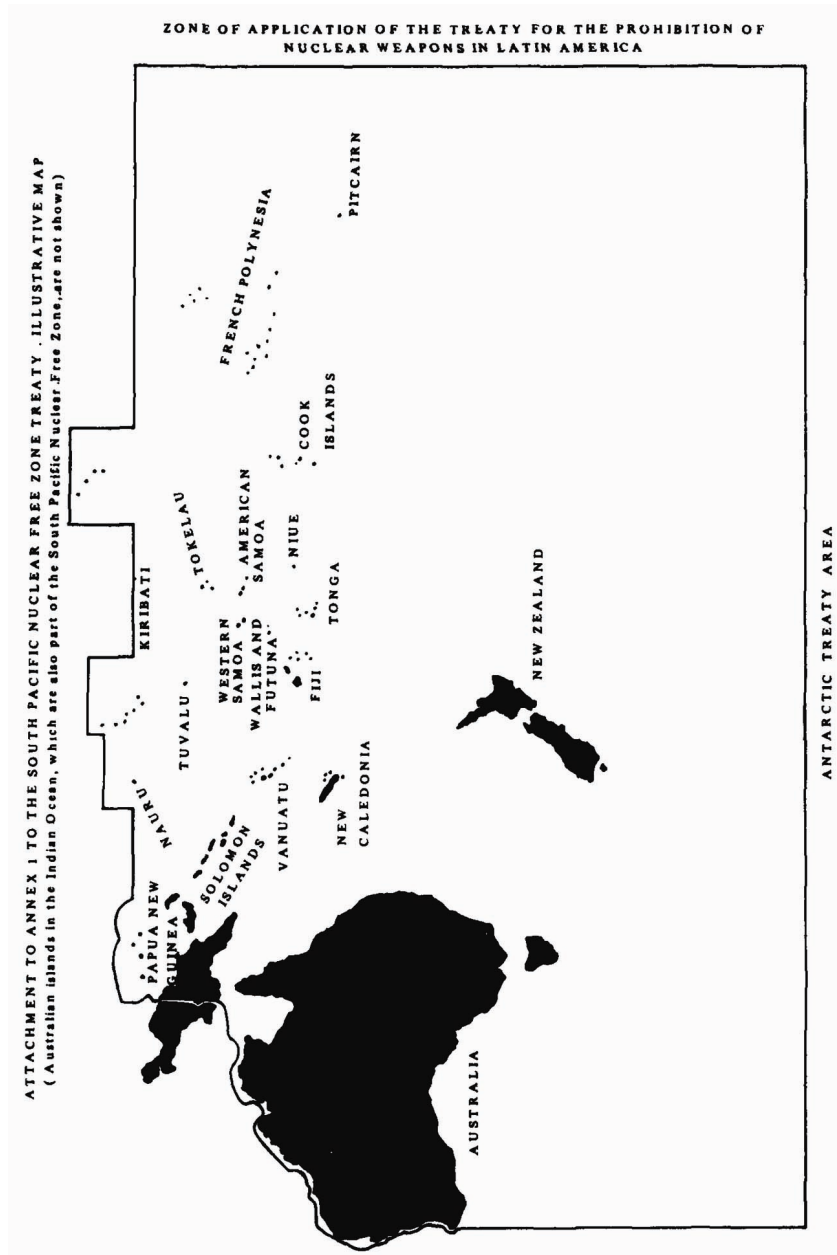 ZONE OF APPLICATION OF THE TREATY FOR THE PROHIBITION OF
NUCLEAR WEAPONS IN LATIN AMERICA
ATTACHMENT TO ANNEX 1 TO THE SOUTH PACIFIC NUCLEAR FREE ZONE TREATY . ILLUSTRATIVE MAP
( Australian islands in the Indian Ocean, which are also part of the South Pacific Nuclear Free Zone, are not shown)
PITCAIRN
FRENCH POLYNESIA
COOK
ISLANDS
KIRIBATI
TOKELAU
AMERICAN
SAMOA
NIUE
TONGA
WESTERN
SAMOA
WALLIS AND
FUTUNA
FIJI
TUVALU
NAURU
VANUATU
NEW
CALEDONIA
SOLOMON
ISLANDS
PAPUA NEW
GUINEA
NEW ZEALAND
AUSTRALIA
ANTARCTIC TREATY AREA